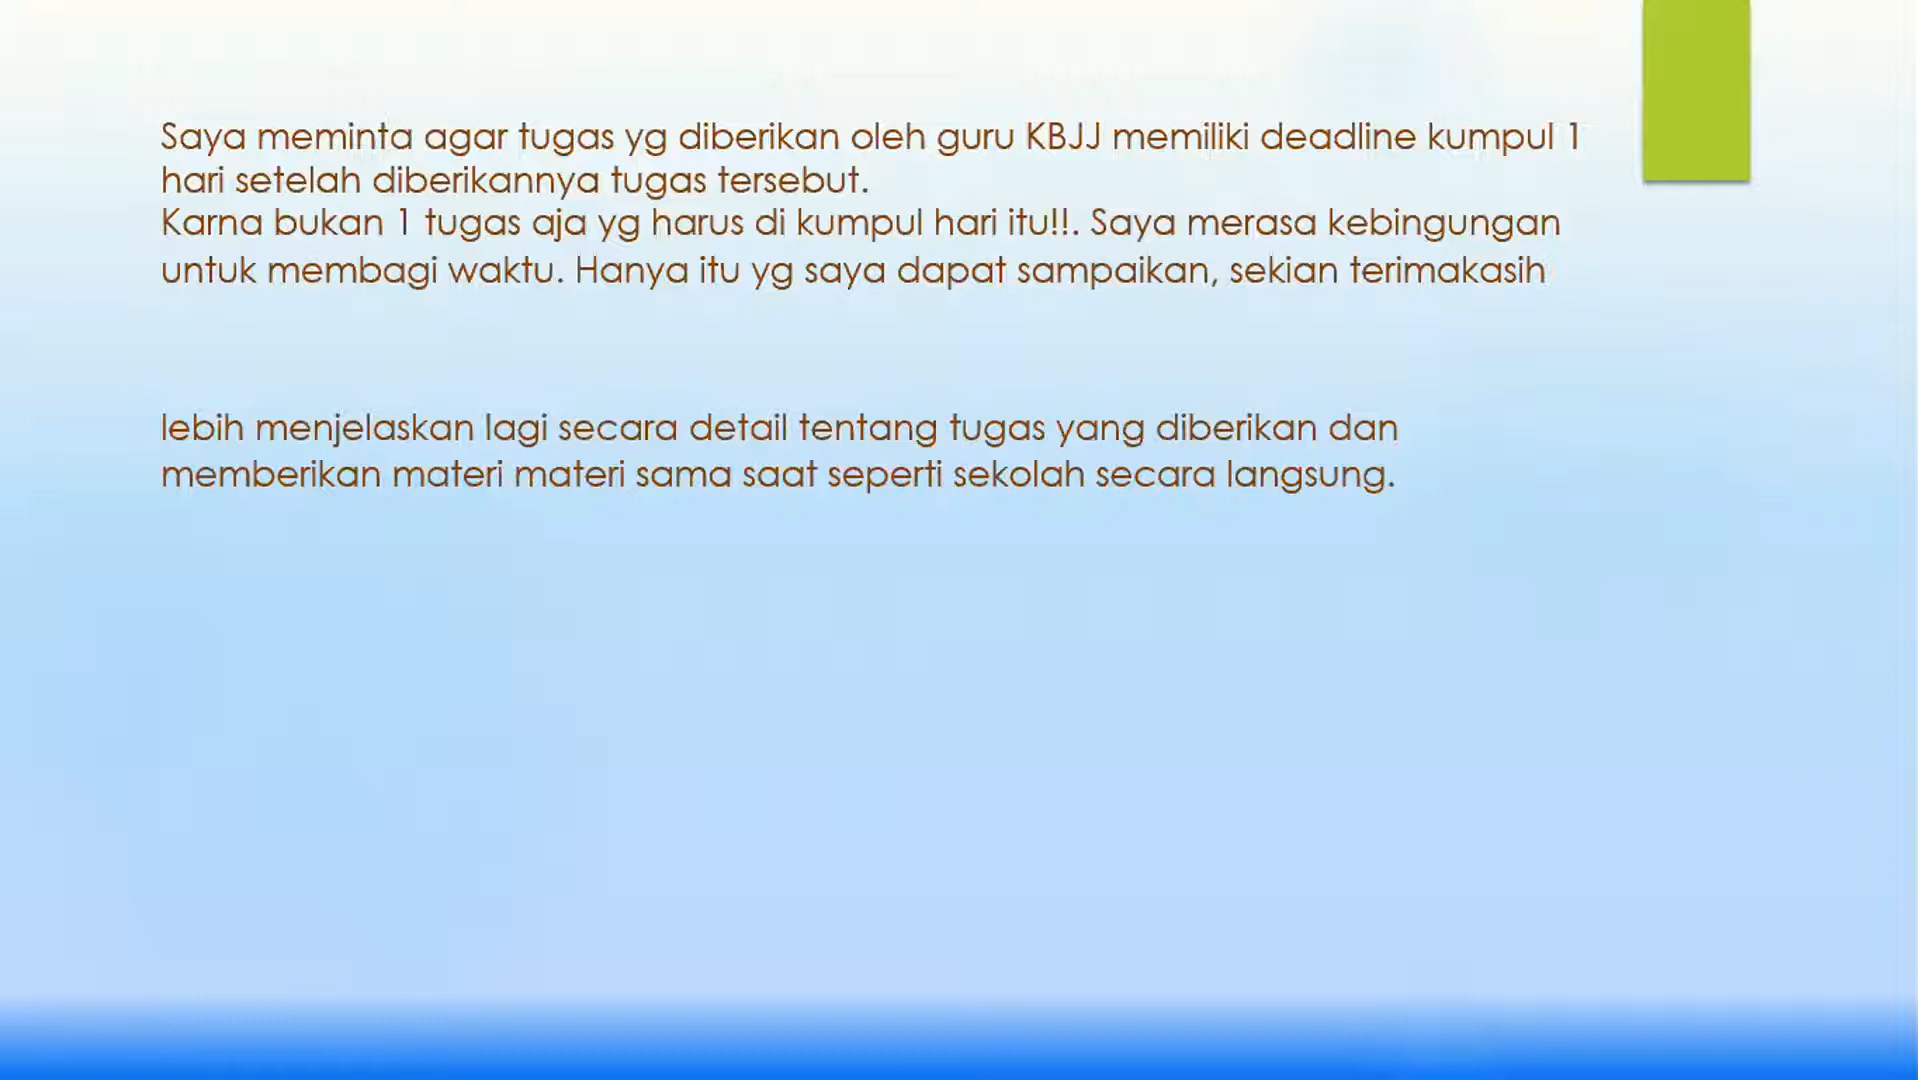 Saya meminta agar tugas yg diberikan oleh guru KBJJ memiliki deadline kumpul 1
hari setelah diberikannya tugas tersebut.
Karna bukan 1 tugas aja yg harus di kumpul hari itu!!. Saya merasa kebingungan
untuk membagi waktu. Hanya itu yg saya dapat sampaikan, sekian terimakasih
lebih menjelaskan lagi secara detail tentang tugas yang diberikan dan
memberikan materi materi sama saat seperti sekolah secara langsung.